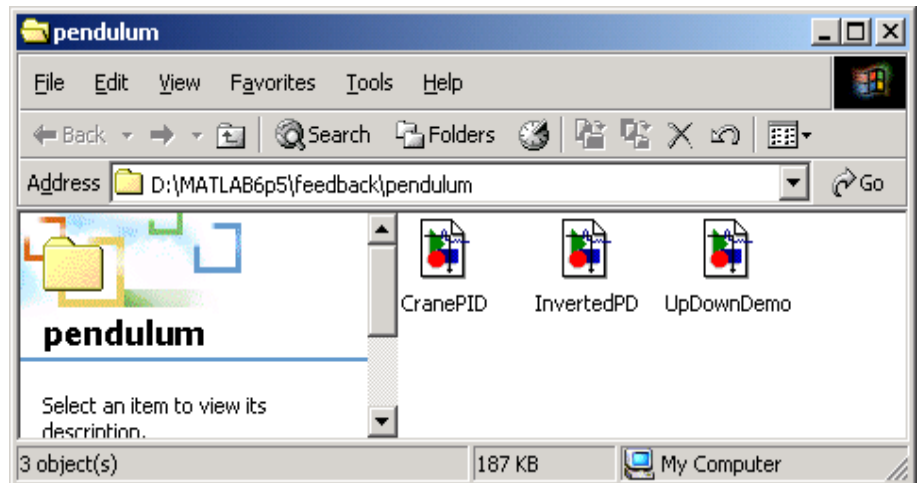 pendulum
File Edit View Favorites Tools Help
Back Search Folders
Address D:\MATLAB6p5\feedback\pendulum Go
CranePID InvertedPD UpDownDemo
pendulum
Select an item to view its
description.
3 object(s) 187 KB My Computer